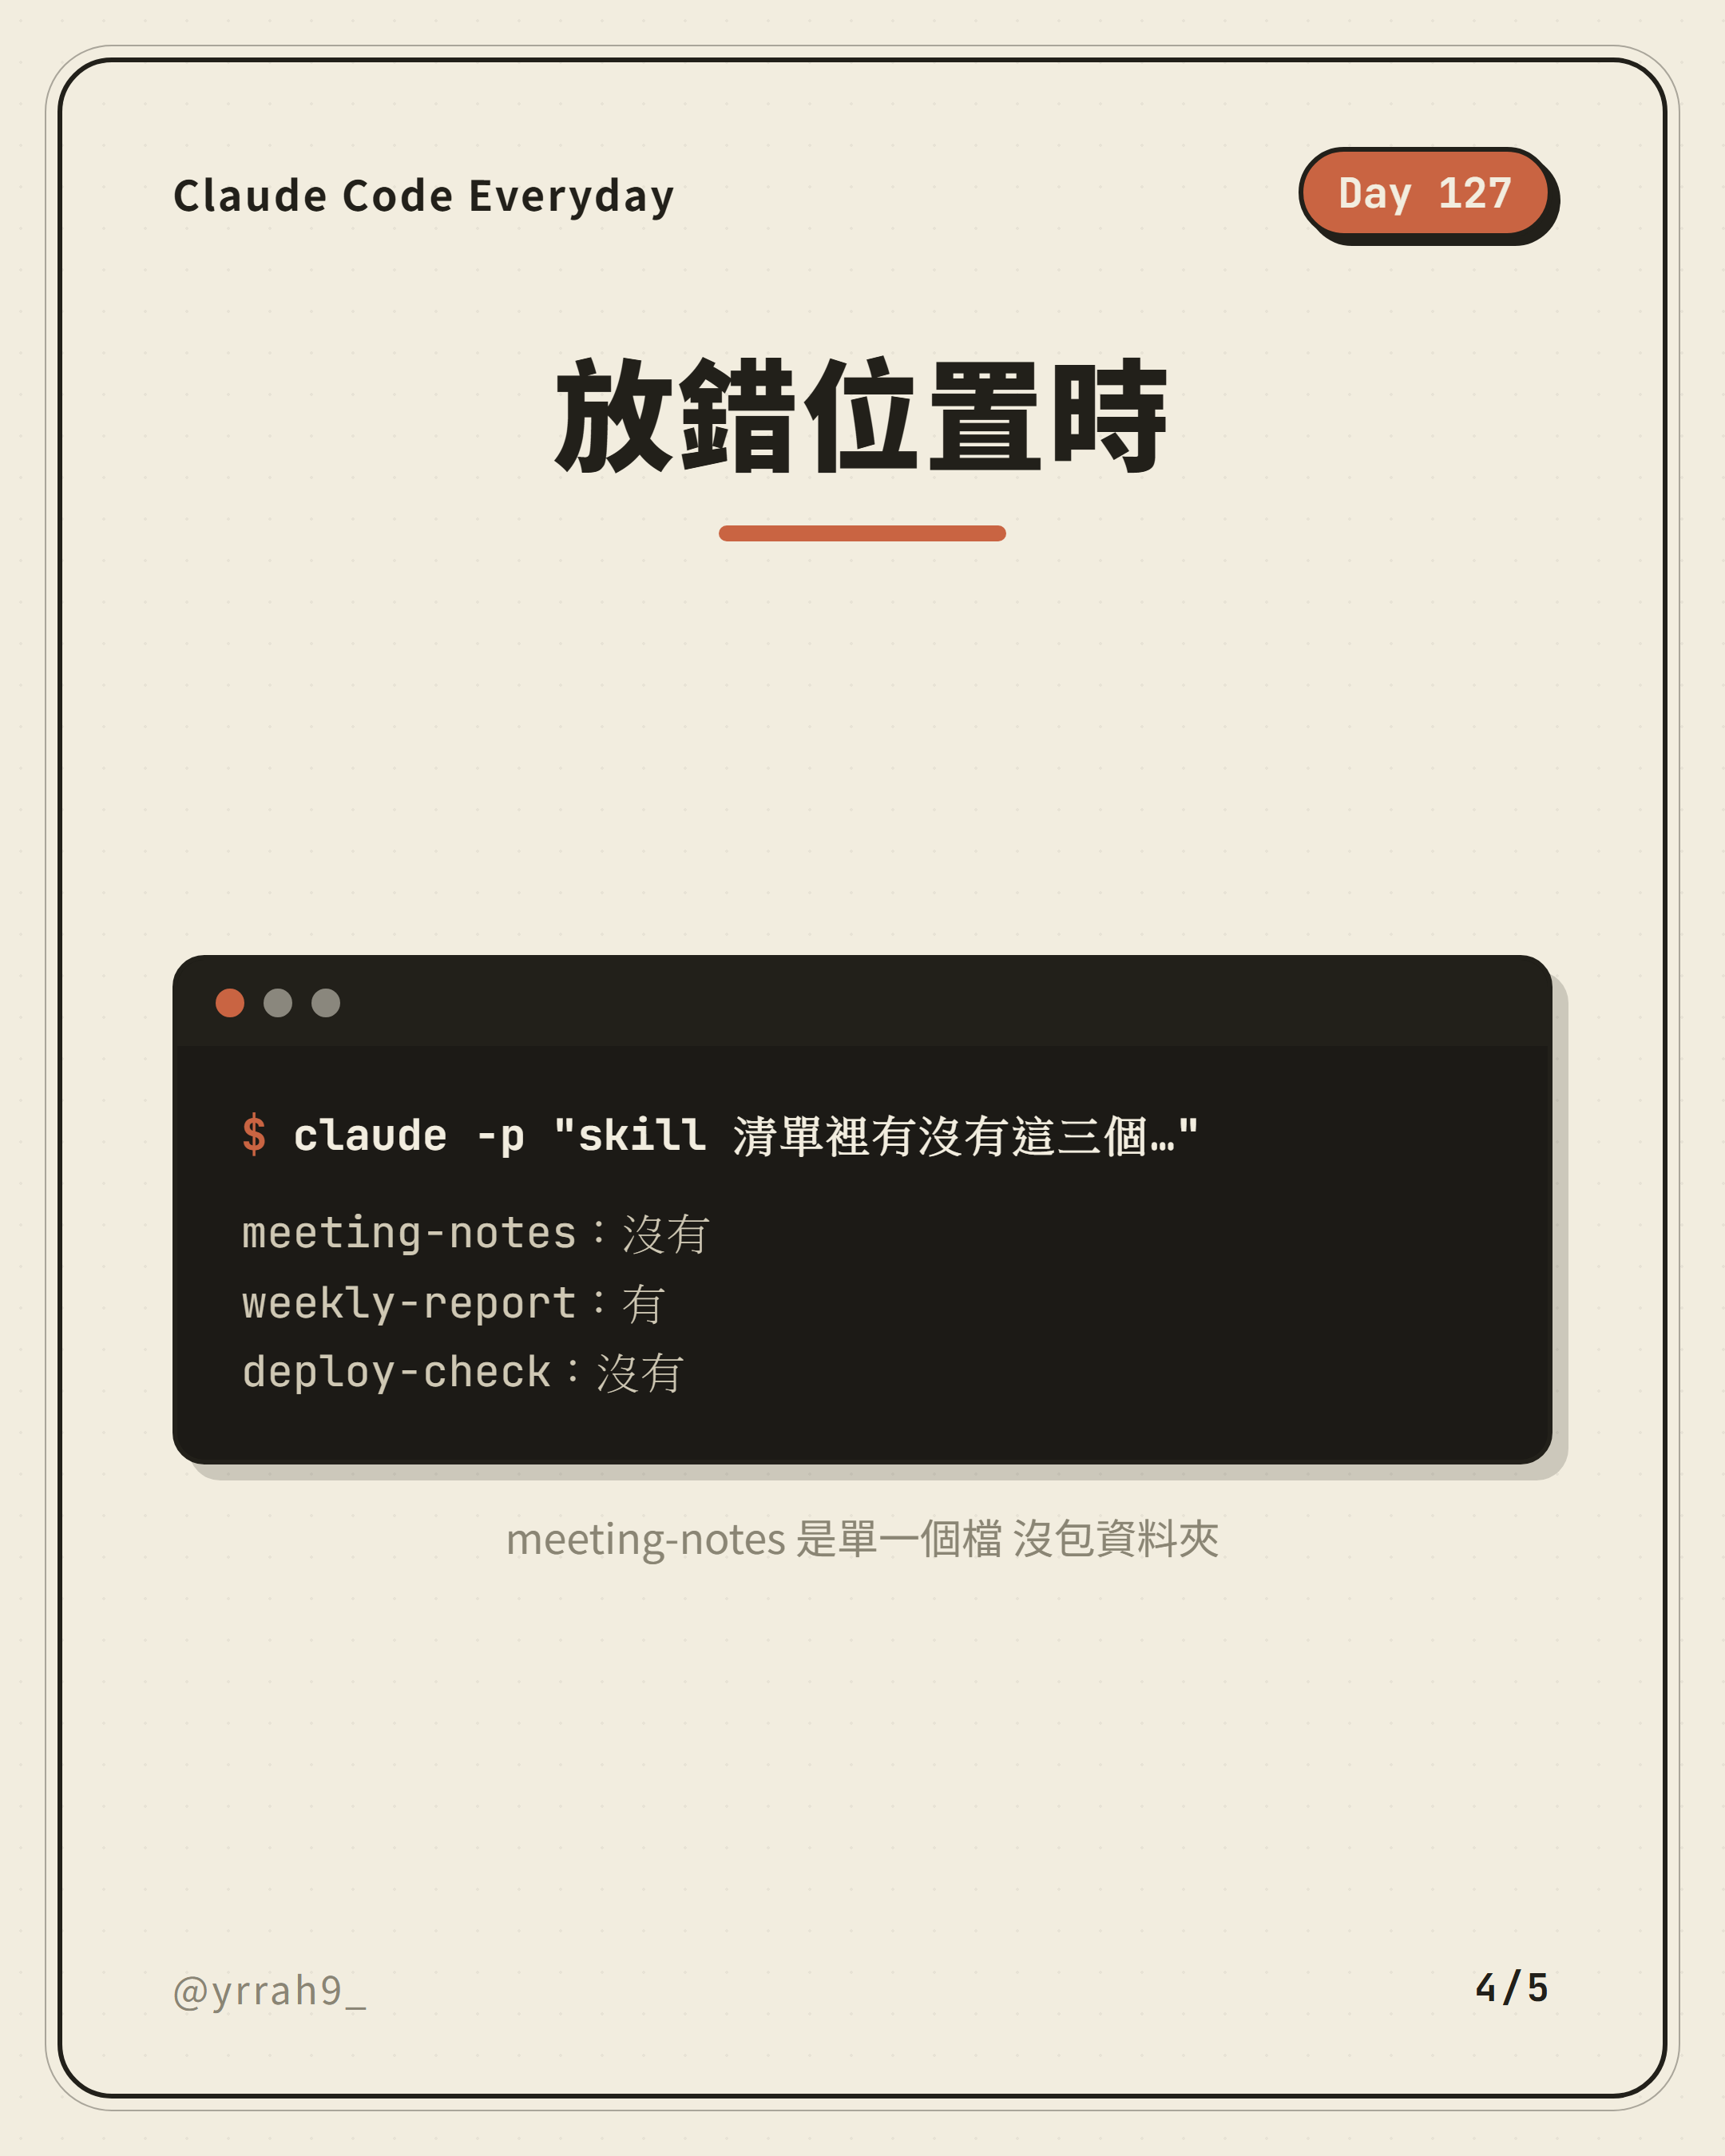 Claude Code Everyday
Day 127
放錯位置時
$ claude -p "skill 清單裡有沒有這三個…"
meeting-notes：沒有
weekly-report：有
deploy-check：沒有
meeting-notes 是單一個檔 沒包資料夾
@yrrah9_
4/5